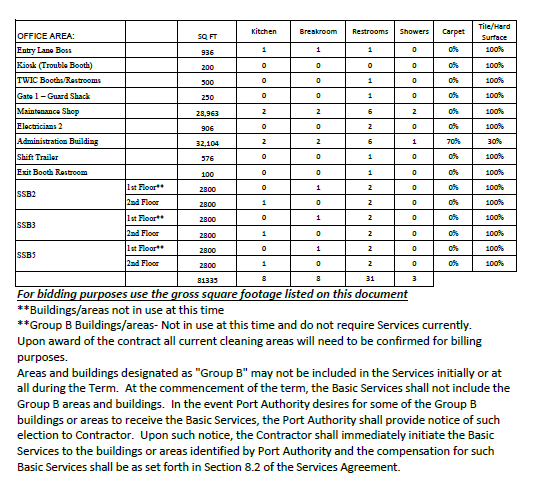 OFFICE AREA: SQ FT Kitchen Breakroom Restrooms Showers Carpet Tile/Hard Surface
Entry Lane Boss 936 1 1 1 0 0% 100%
Kiosk (Trouble Booth) 200 0 0 0 0 0% 100%
TWIC Booths/Restrooms 500 0 0 1 0 0% 100%
Gate 1 – Guard Shack 250 0 0 1 0 0% 100%
Maintenance Shop 28,963 2 2 6 2 0% 100%
Electricians 2 906 0 0 2 0 0% 100%
Administration Building 32,104 2 2 6 1 70% 30%
Shift Trailer 576 0 0 1 0 0% 100%
Exit Booth Restroom 100 0 0 1 0 0% 100%
SSB2 1st Floor** 2800 0 1 2 0 0% 100%
2nd Floor 2800 1 0 2 0 0% 100%
SSB3 1st Floor** 2800 0 1 2 0 0% 100%
2nd Floor 2800 1 0 2 0 0% 100%
SSB5 1st Floor** 2800 0 1 2 0 0% 100%
2nd Floor 2800 1 0 2 0 0% 100%
81335 8 8 31 3
For bidding purposes use the gross square footage listed on this document
**Buildings/areas not in use at this time
**Group B Buildings/areas- Not in use at this time and do not require Services currently.
Upon award of the contract all current cleaning areas will need to be confirmed for billing
purposes.
Areas and buildings designated as "Group B" may not be included in the Services initially or at
all during the Term. At the commencement of the term, the Basic Services shall not include the
Group B areas and buildings. In the event Port Authority desires for some of the Group B
buildings or areas to receive the Basic Services, the Port Authority shall provide notice of such
election to Contractor. Upon such notice, the Contractor shall immediately initiate the Basic
Services to the buildings or areas identified by Port Authority and the compensation for such
Basic Services shall be as set forth in Section 8.2 of the Services Agreement.